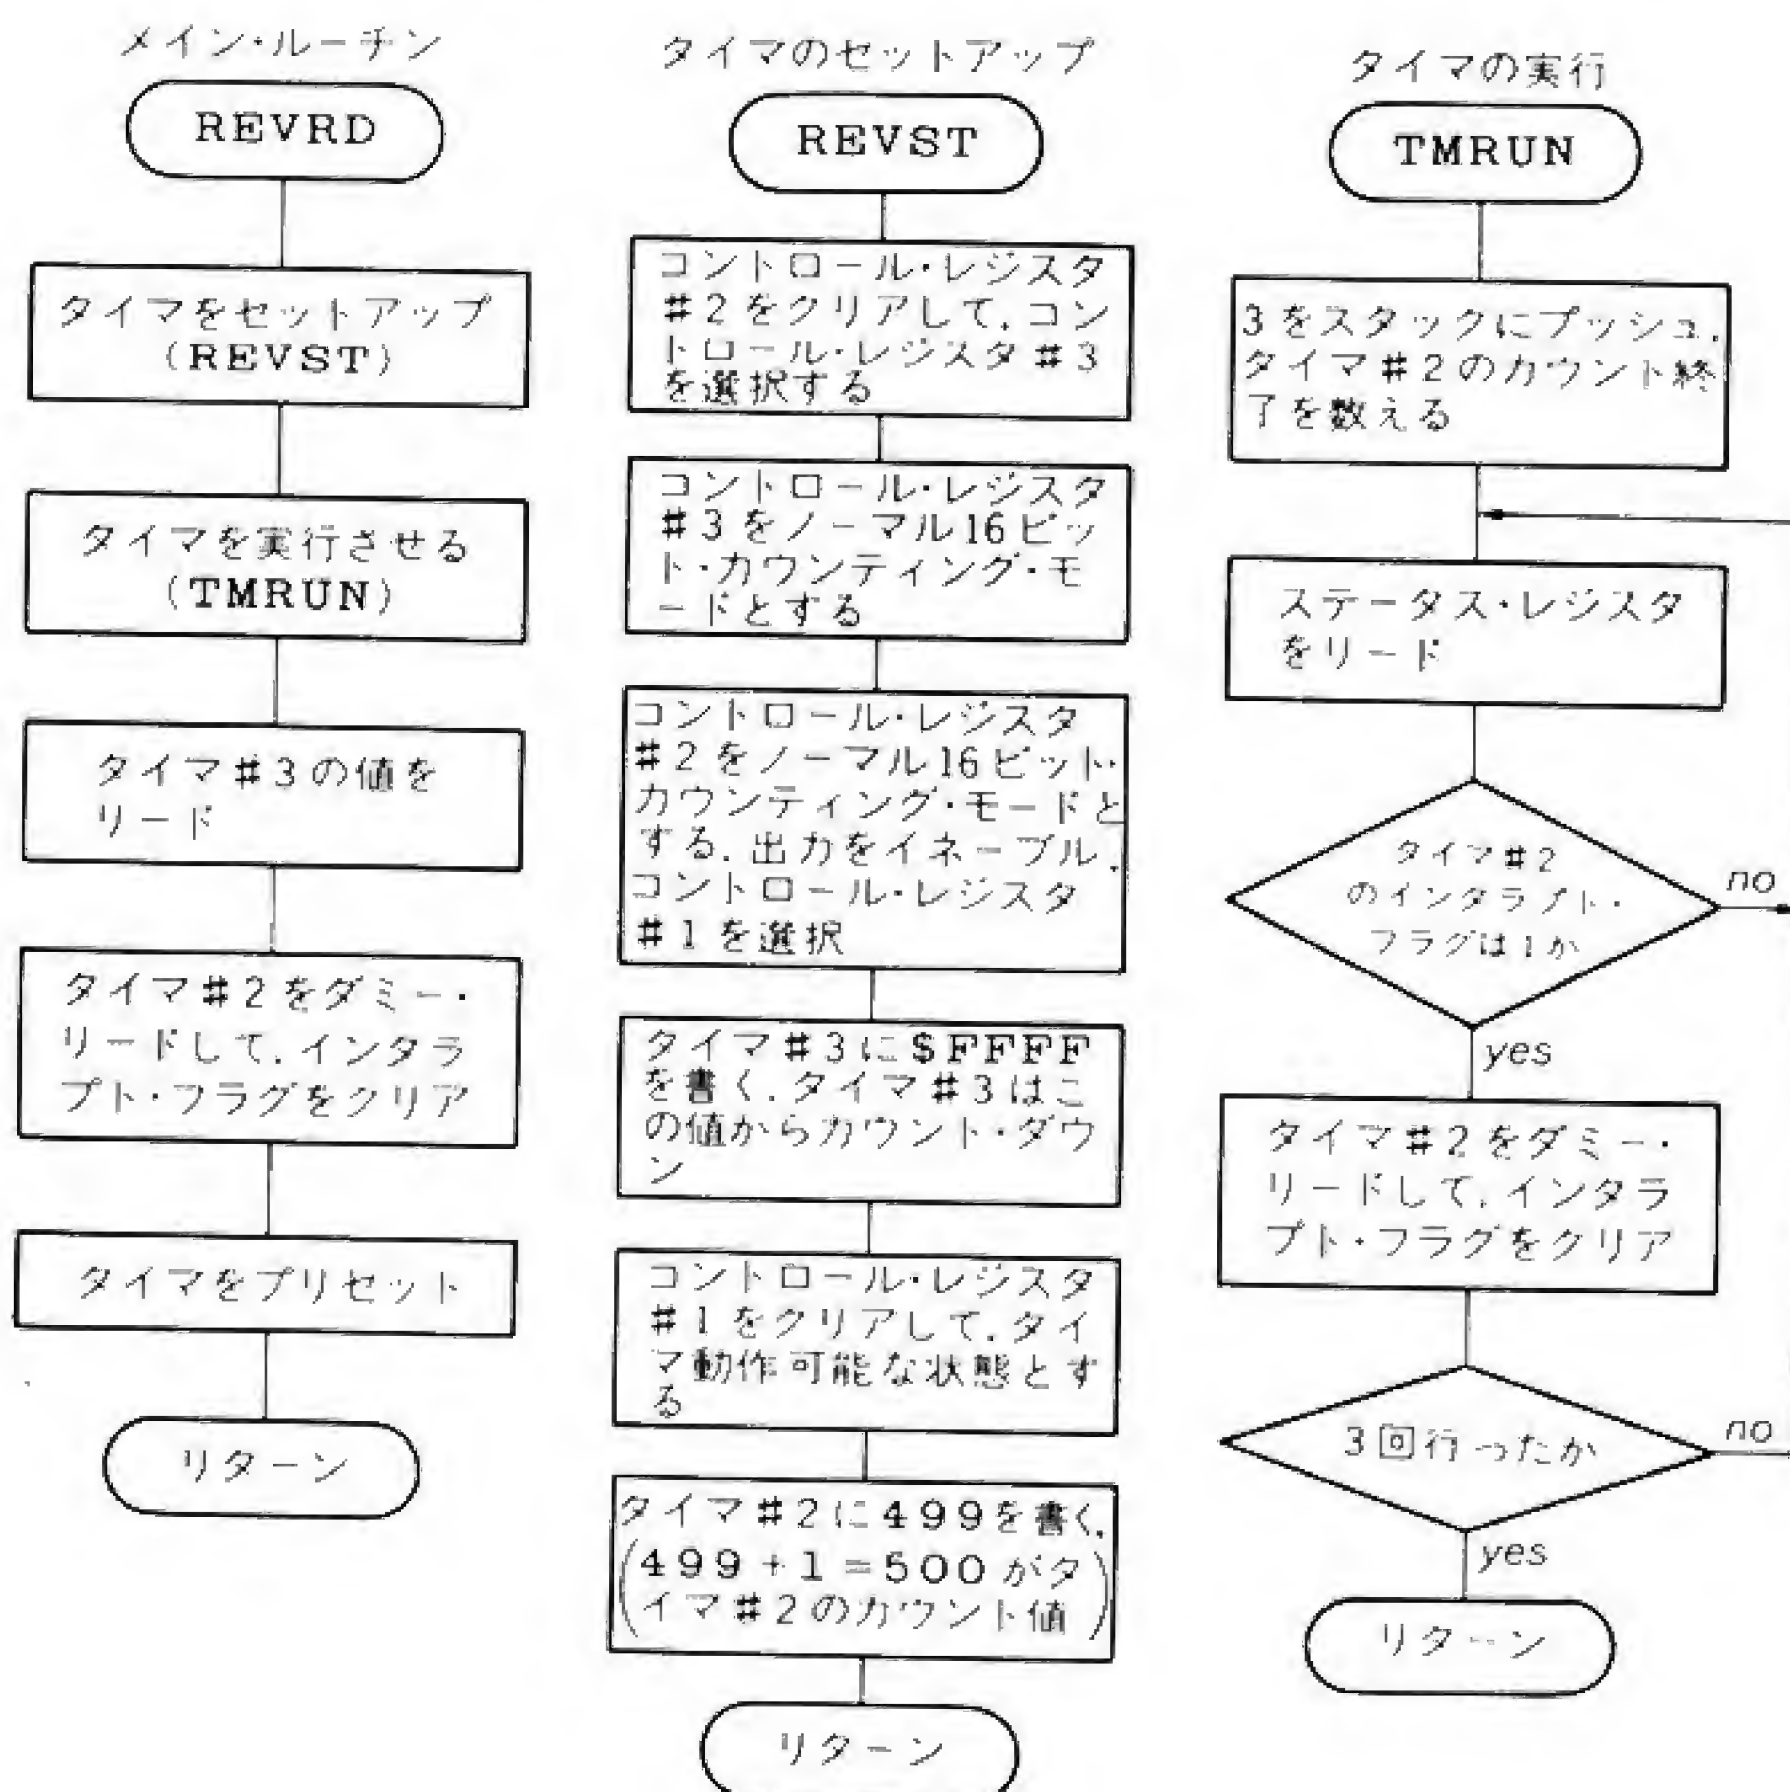 メイン・ルーチン
REVRD
タイマをセットアップ
(REVST)
タイマを実行させる
(TMRUN)
タイマ#3の値を
リード
タイマ#2をダミー・
リードして,インタラ
プト・フラグをクリア
タイマをプリセット
リターン
タイマのセットアップ
REVST
コントロール・レジスタ
#2をクリアして,コン
トロール・レジスタ#3
を選択する
コントロール・レジスタ
#3をノーマル16ビッ
ト・カウンティング・モ
ードとする
コントロール・レジスタ
#2をノーマル16ビット・
カウンティング・モードと
する.出力をイネーブル.
コントロール・レジスタ
#1を選択
タイマ#3に$FFFF
を書く.タイマ#3はこ
の値からカウント・ダウ
ン
コントロール・レジスタ
#1をクリアして,タイ
マ動作可能な状態とす
る
タイマ#2に499を書く.
(499+1=500がタ
イマ#2のカウント値)
リターン
タイマの実行
TMRUN
3をスタックにプッシュ.
タイマ#2のカウント終
了を数える
ステータス・レジスタ
をリード
タイマ#2
のインタラプト・
フラグは1か
no
yes
タイマ#2をダミー・
リードして,インタラ
プト・フラグをクリア
3回行ったか
no
yes
リターン